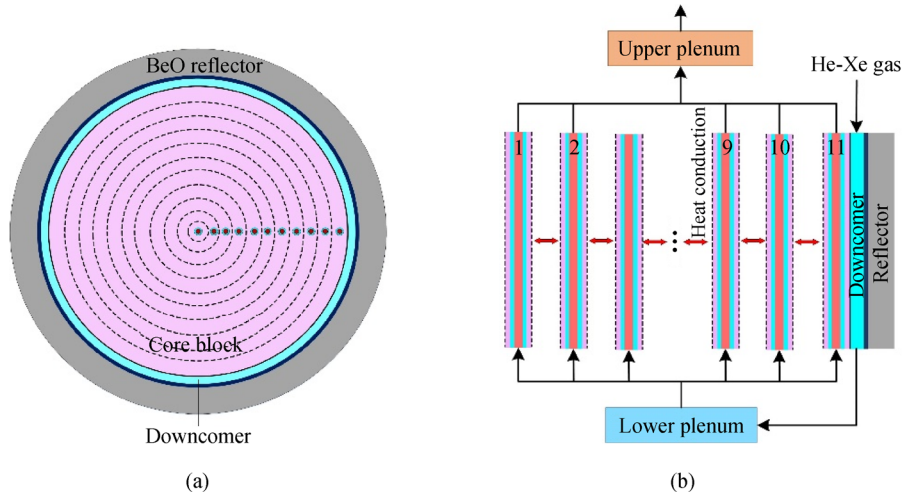 BeO reflector
Core block
Downcomer
(a)
Upper plenum
He-Xe gas
1
2
9
10
11
Heat conduction
Downcomer
Reflector
Lower plenum
(b)